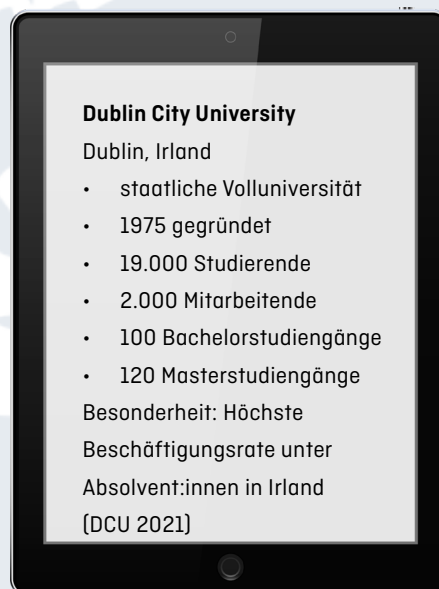 Dublin City University
Dublin, Irland
• staatliche Volluniversität
• 1975 gegründet
• 19.000 Studierende
• 2.000 Mitarbeitende
• 100 Bachelorstudiengänge
• 120 Masterstudiengänge
Besonderheit: Höchste
Beschäftigungsrate unter
Absolvent:innen in Irland
(DCU 2021)